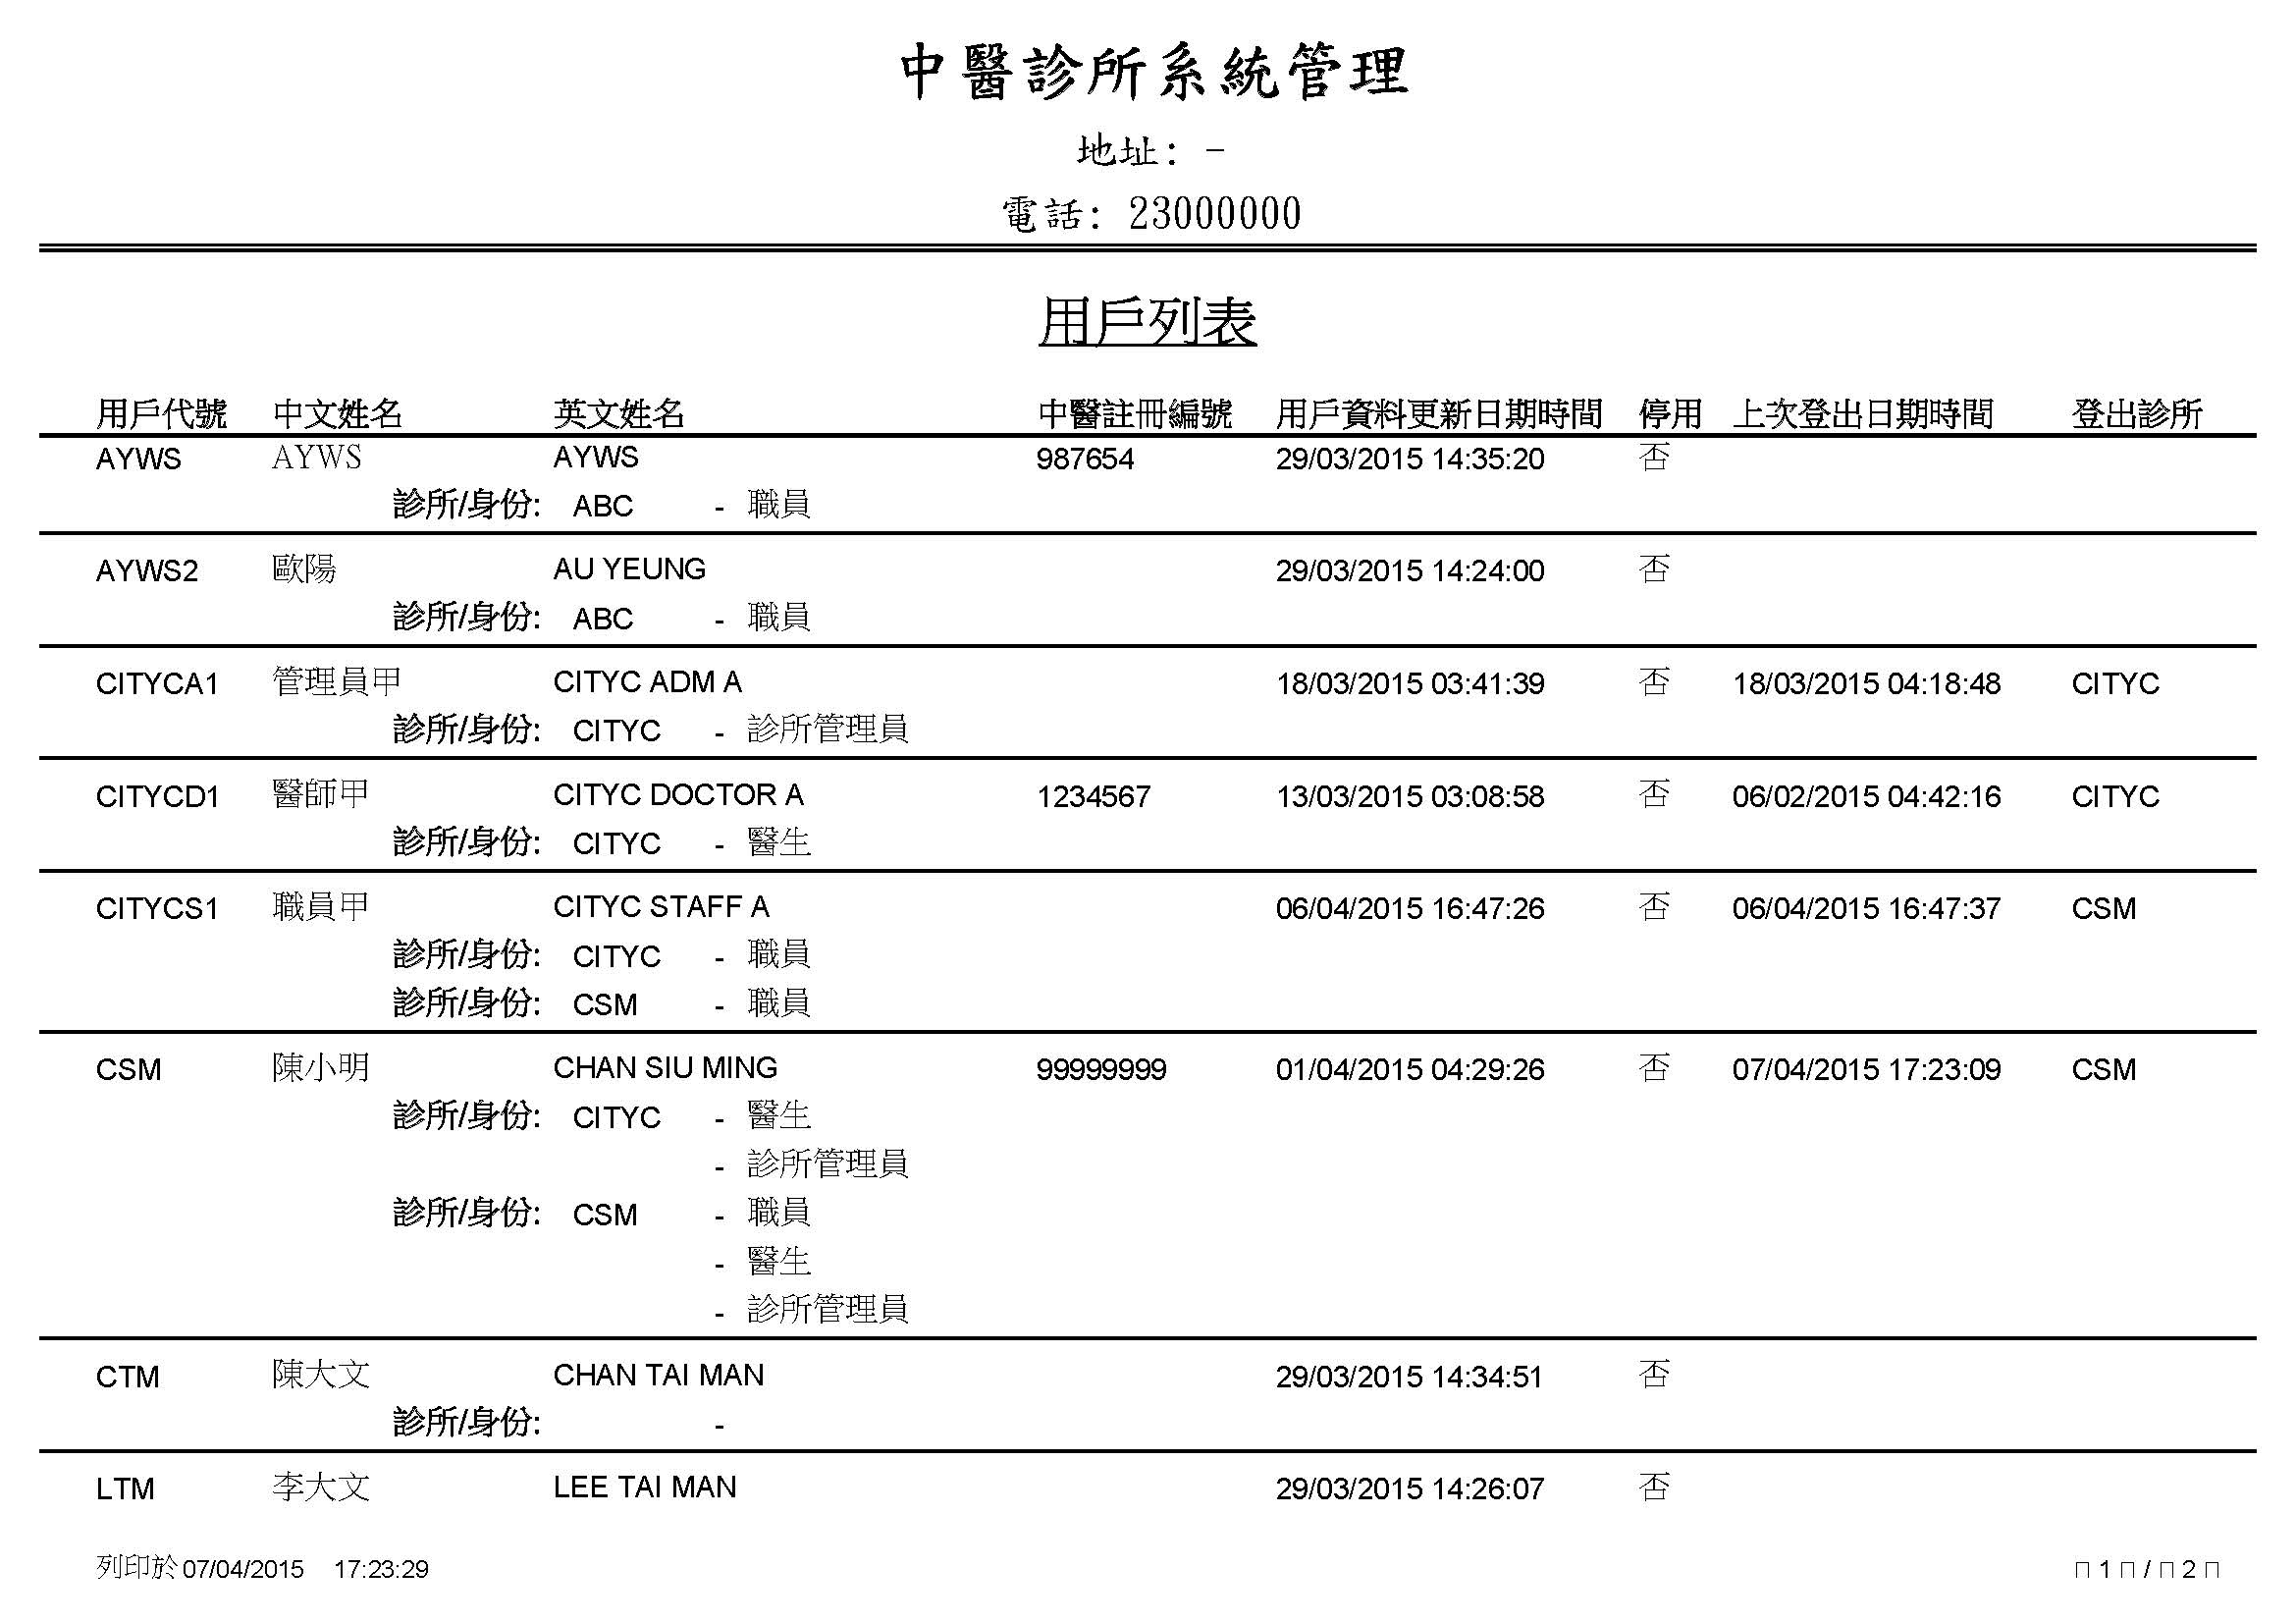 中醫診所系統管理
地址: -
電話: 23000000
用戶列表
用戶代號 中文姓名 英文姓名 中醫註冊編號 用戶資料更新日期時間 停用 上次登出日期時間 登出診所
AYWS AYWS AYWS 987654 29/03/2015 14:35:20 否
診所/身份: ABC - 職員
AYWS2 歐陽 AU YEUNG 29/03/2015 14:24:00 否
診所/身份: ABC - 職員
CITYCA1 管理員甲 CITYC ADM A 18/03/2015 03:41:39 否 18/03/2015 04:18:48 CITYC
診所/身份: CITYC - 診所管理員
CITYCD1 醫師甲 CITYC DOCTOR A 1234567 13/03/2015 03:08:58 否 06/02/2015 04:42:16 CITYC
診所/身份: CITYC - 醫生
CITYCS1 職員甲 CITYC STAFF A 06/04/2015 16:47:26 否 06/04/2015 16:47:37 CSM
診所/身份: CITYC - 職員
診所/身份: CSM - 職員
CSM 陳小明 CHAN SIU MING 99999999 01/04/2015 04:29:26 否 07/04/2015 17:23:09 CSM
診所/身份: CITYC - 醫生
- 診所管理員
診所/身份: CSM - 職員
- 醫生
- 診所管理員
CTM 陳大文 CHAN TAI MAN 29/03/2015 14:34:51 否
診所/身份: -
LTM 李大文 LEE TAI MAN 29/03/2015 14:26:07 否
列印於 07/04/2015 17:23:29
1 / 2